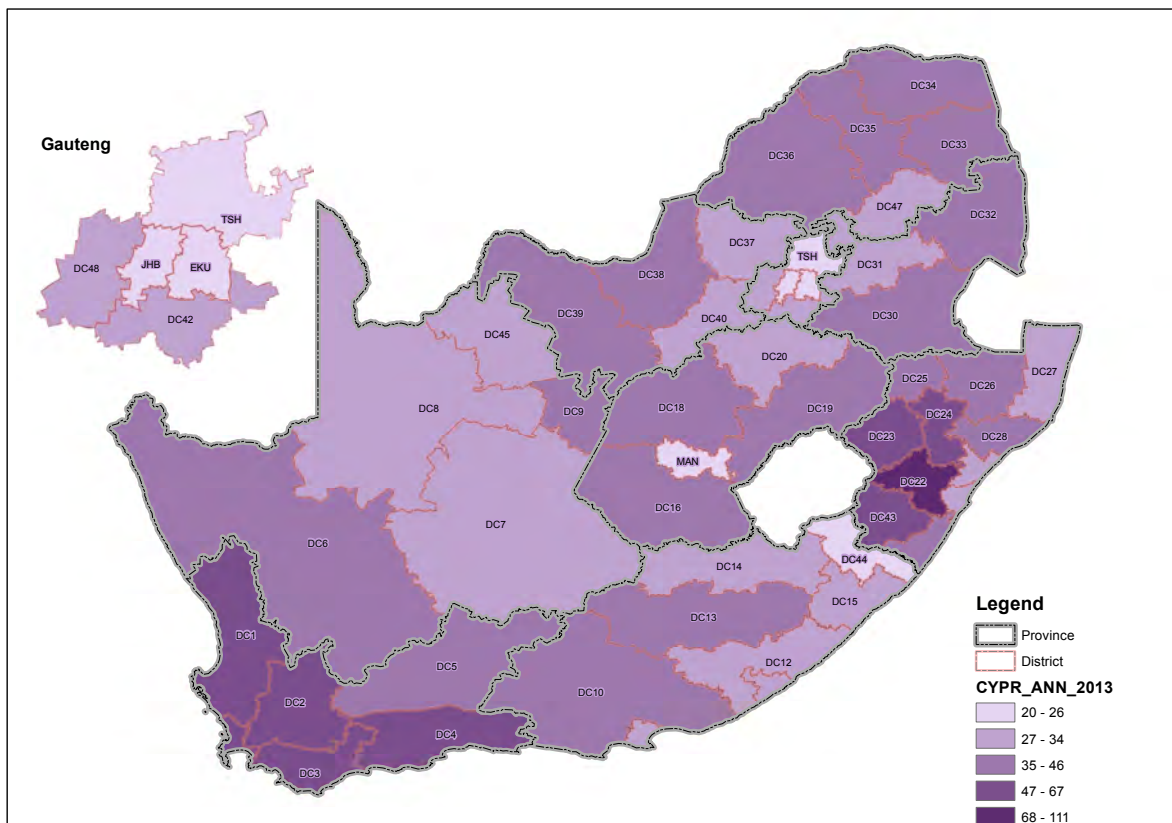 Gauteng
TSH
DC48
JHB
EKU
DC42
DC34
DC35
DC33
DC36
DC47
DC32
DC37
TSH
DC31
DC38
DC40
DC30
DC39
DC45
DC20
DC27
DC25
DC26
DC8
DC9
DC18
DC19
DC24
DC23
DC28
MAN
DC22
DC16
DC43
DC7
DC6
DC44
DC14
DC15
DC13
DC1
DC12
DC5
DC10
DC2
DC4
DC3
Legend
Province
District
CYPR_ANN_2013
20 - 26
27 - 34
35 - 46
47 - 67
68 - 111